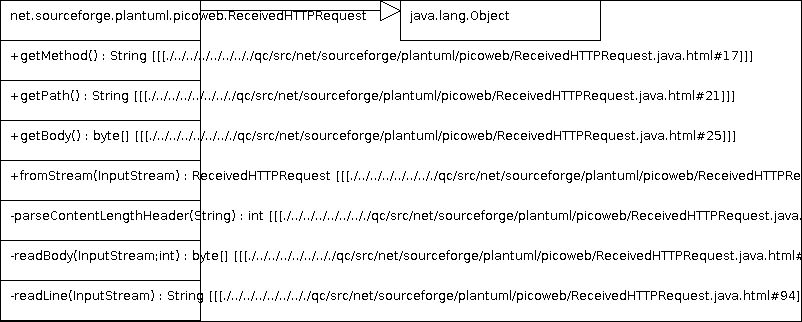 net.sourceforge.plantuml.picoweb.ReceivedHTTPRequest
java.lang.Object
+getMethod() : String [[[./../../../../../../qc/src/net/sourceforge/plantuml/picoweb/ReceivedHTTPRequest.java.html#17]]]
+getPath() : String [[[./../../../../../../qc/src/net/sourceforge/plantuml/picoweb/ReceivedHTTPRequest.java.html#21]]]
+getBody() : byte[] [[[./../../../../../../qc/src/net/sourceforge/plantuml/picoweb/ReceivedHTTPRequest.java.html#25]]]
+fromStream(InputStream) : ReceivedHTTPRequest [[[./../../../../../../qc/src/net/sourceforge/plantuml/picoweb/ReceivedHTTPRe
-parseContentLengthHeader(String) : int [[[./../../../../../../qc/src/net/sourceforge/plantuml/picoweb/ReceivedHTTPRequest.java.
-readBody(InputStream;int) : byte[] [[[./../../../../../../qc/src/net/sourceforge/plantuml/picoweb/ReceivedHTTPRequest.java.html#
-readLine(InputStream) : String [[[./../../../../../../qc/src/net/sourceforge/plantuml/picoweb/ReceivedHTTPRequest.java.html#94]